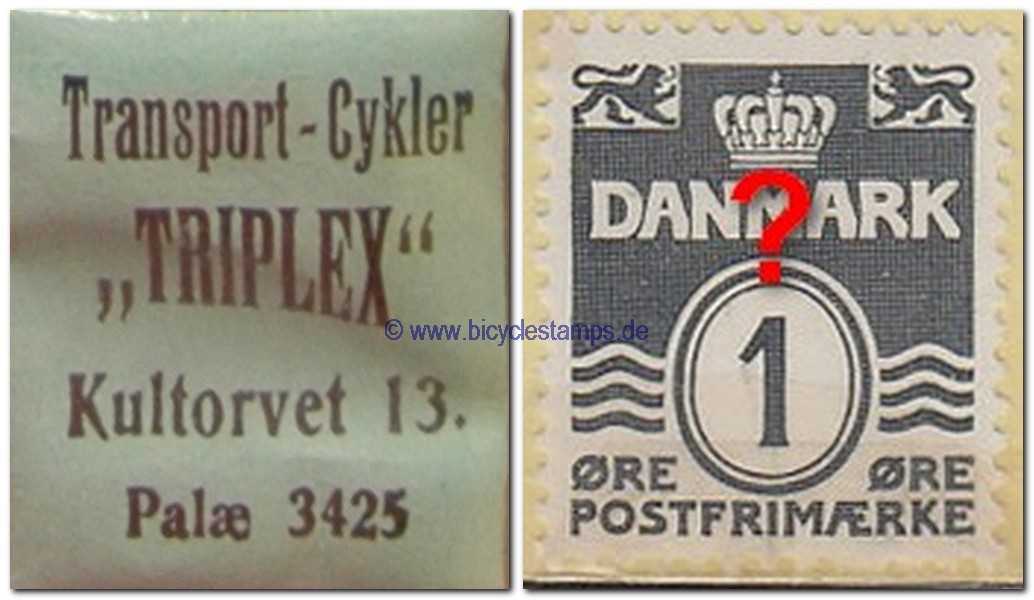 Transport-Cykler
„TRIPLEX“
Kultorvet 13.
Palæ 3425
© www.bicyclestamps.de
DANMARK
?
1
ØRE ØRE
POSTFRIMÆRKE